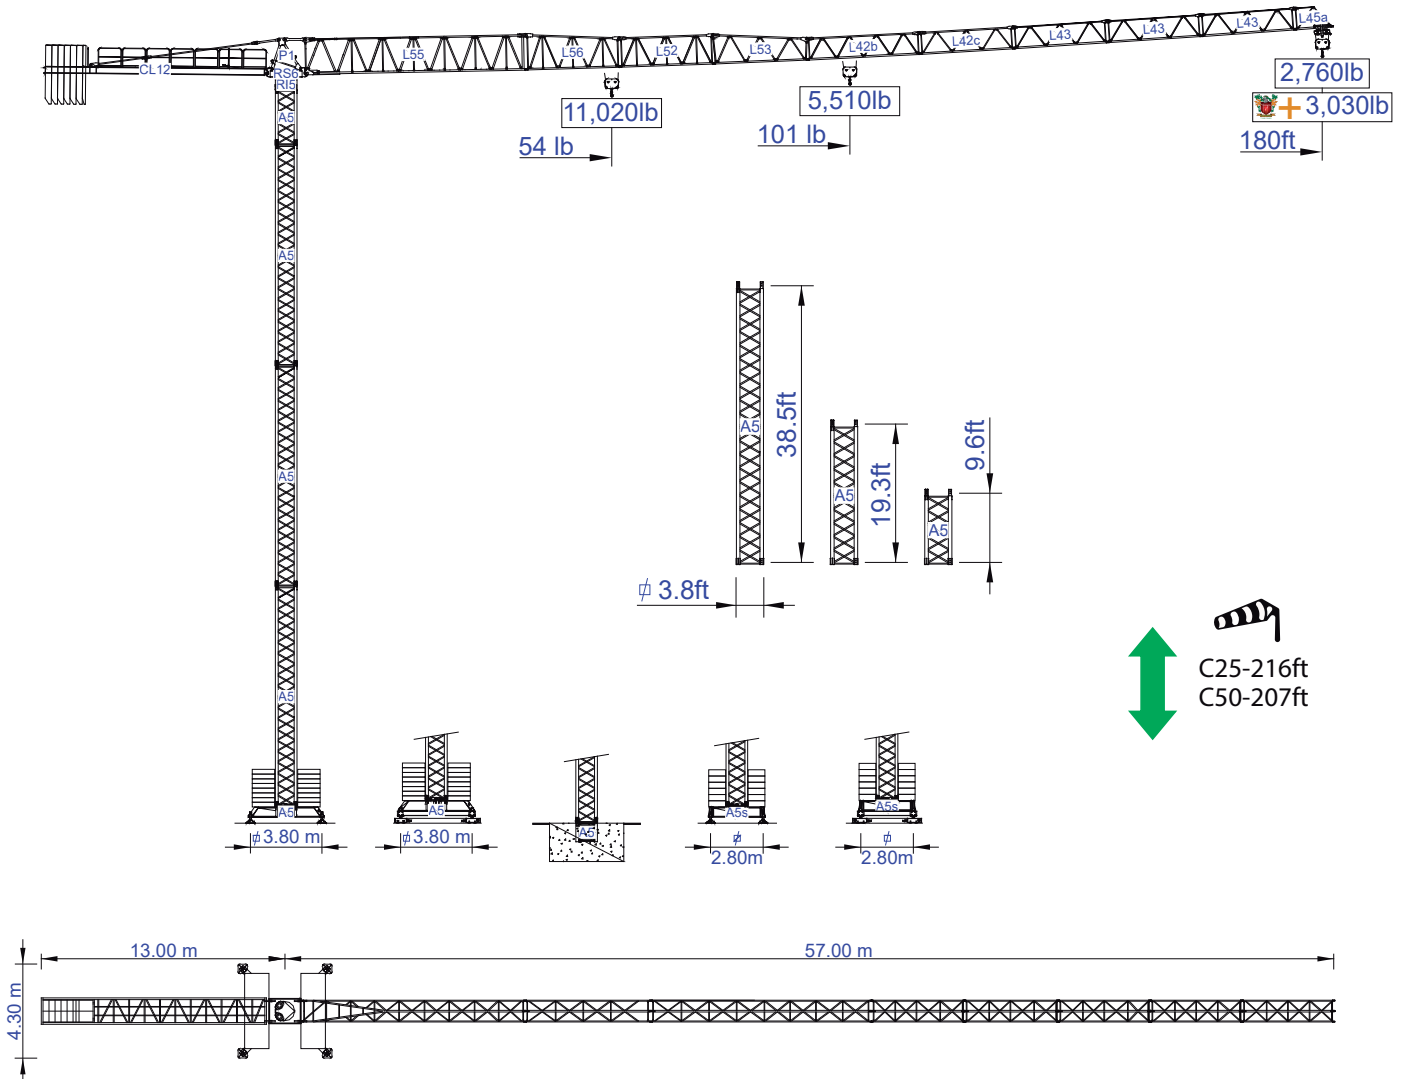 L55
L56
L52
L53
L42b
L42c
L43
L43
L43
L45a
P1
CL12
RS6
RI5
A5
A5
A5
A5
A5
11,020lb
5,510lb
2,760lb
+ 3,030lb
54 lb
101 lb
180ft
A5
38.5ft
A5
19.3ft
A5
9.6ft
3.8ft
C25-216ft
C50-207ft
A5
A5
A5s
A5s
3.80 m
3.80 m
2.80m
2.80m
13.00 m
57.00 m
4.30 m